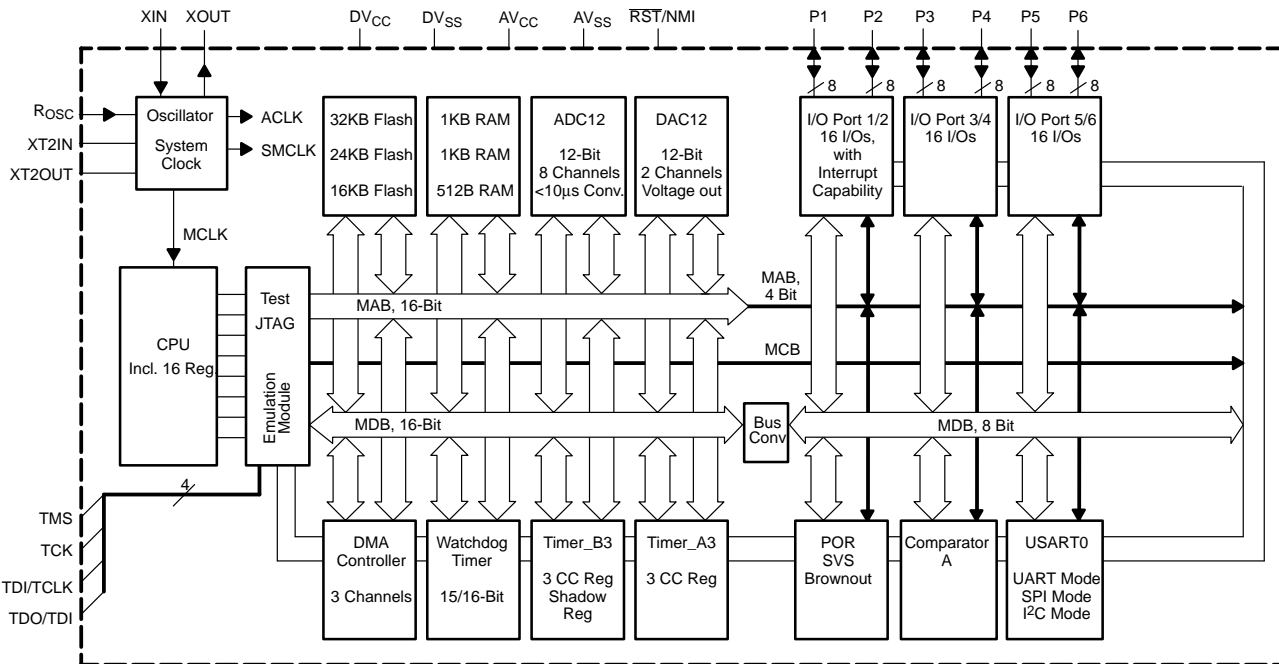 XIN XOUT DVCC DVSS AVCC AVSS RST/NMI P1 P2 P3 P4 P5 P6
8 8 8 8 8 8
ROSC
XT2IN
XT2OUT
Oscillator
System
Clock
ACLK
SMCLK
MCLK
32KB Flash
24KB Flash
16KB Flash
1KB RAM
1KB RAM
512B RAM
ADC12
12-Bit
8 Channels
<10µs Conv.
DAC12
12-Bit
2 Channels
Voltage out
I/O Port 1/2
16 I/Os,
with
Interrupt
Capability
I/O Port 3/4
16 I/Os
I/O Port 5/6
16 I/Os
CPU
Incl. 16 Reg.
Test
JTAG
Emulation
Module
MAB, 16-Bit
MAB,
4 Bit
MCB
MDB, 16-Bit
Bus
Conv
MDB, 8 Bit
4
TMS
TCK
TDI/TCLK
TDO/TDI
DMA
Controller
3 Channels
Watchdog
Timer
15/16-Bit
Timer_B3
3 CC Reg
Shadow
Reg
Timer_A3
3 CC Reg
POR
SVS
Brownout
Comparator
A
USART0
UART Mode
SPI Mode
I²C Mode